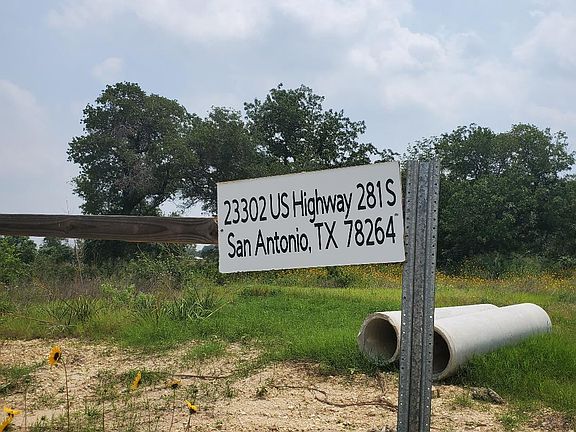 23302 US Highway 281 S
San Antonio, TX 78264